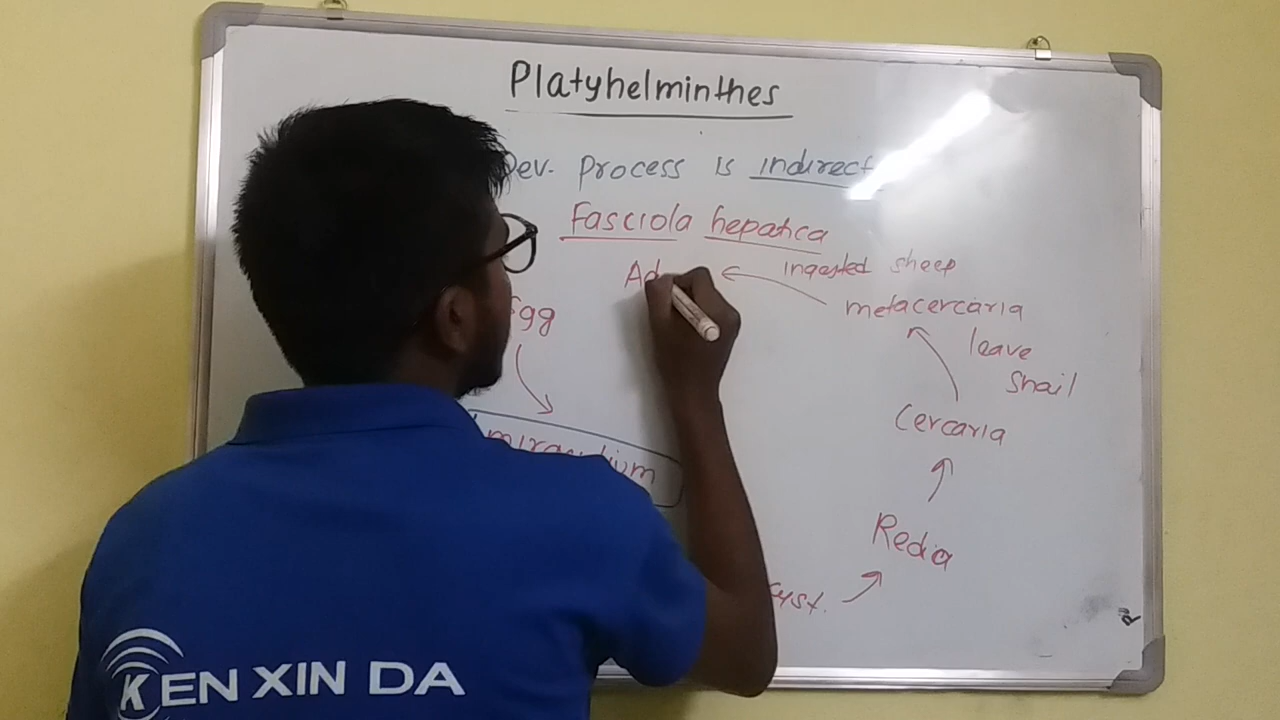 Platyhelminthes
Dev. process is indirect
Fasciola hepatica
ingested sheep
Ad
metacercaria
Egg
leave
snail
Cercaria
miracidium
Redia
cyst.
KEN XIN DA